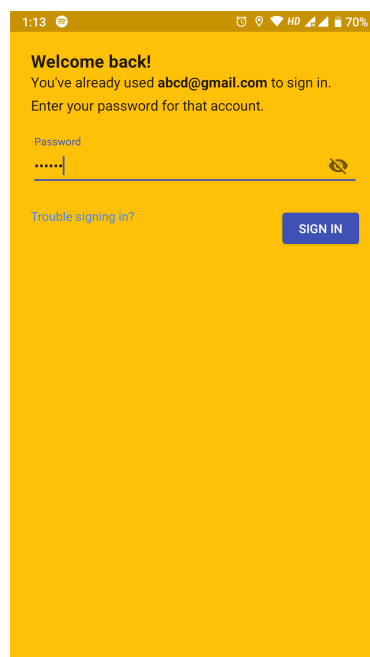 1:13 HD 70%
Welcome back!
You've already used abcd@gmail.com to sign in.
Enter your password for that account.
Password
••••••
Trouble signing in?
SIGN IN